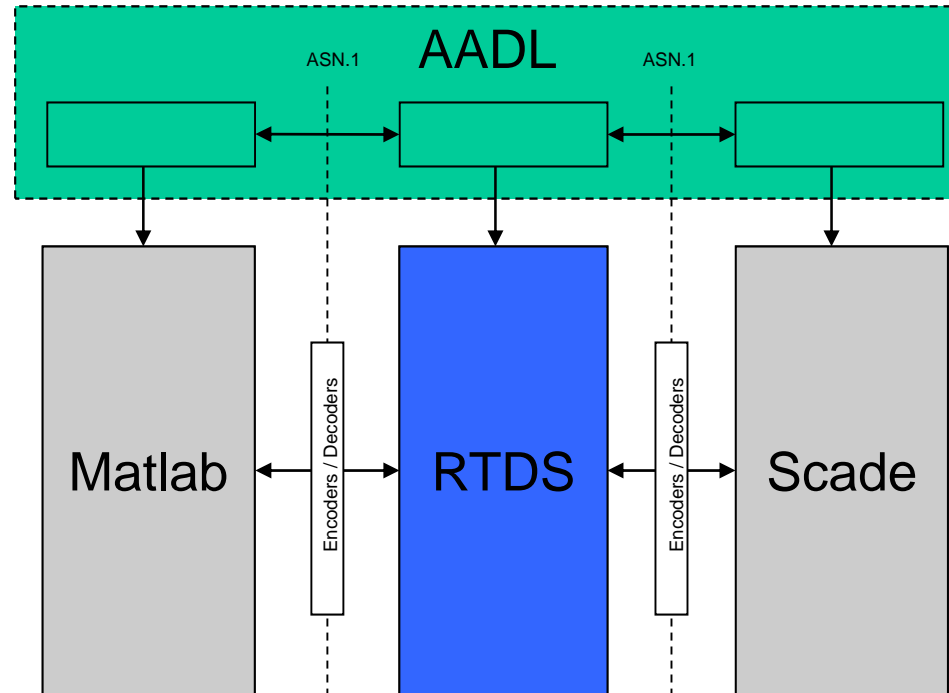 AADL
ASN.1
ASN.1
Matlab
Encoders / Decoders
RTDS
Encoders / Decoders
Scade